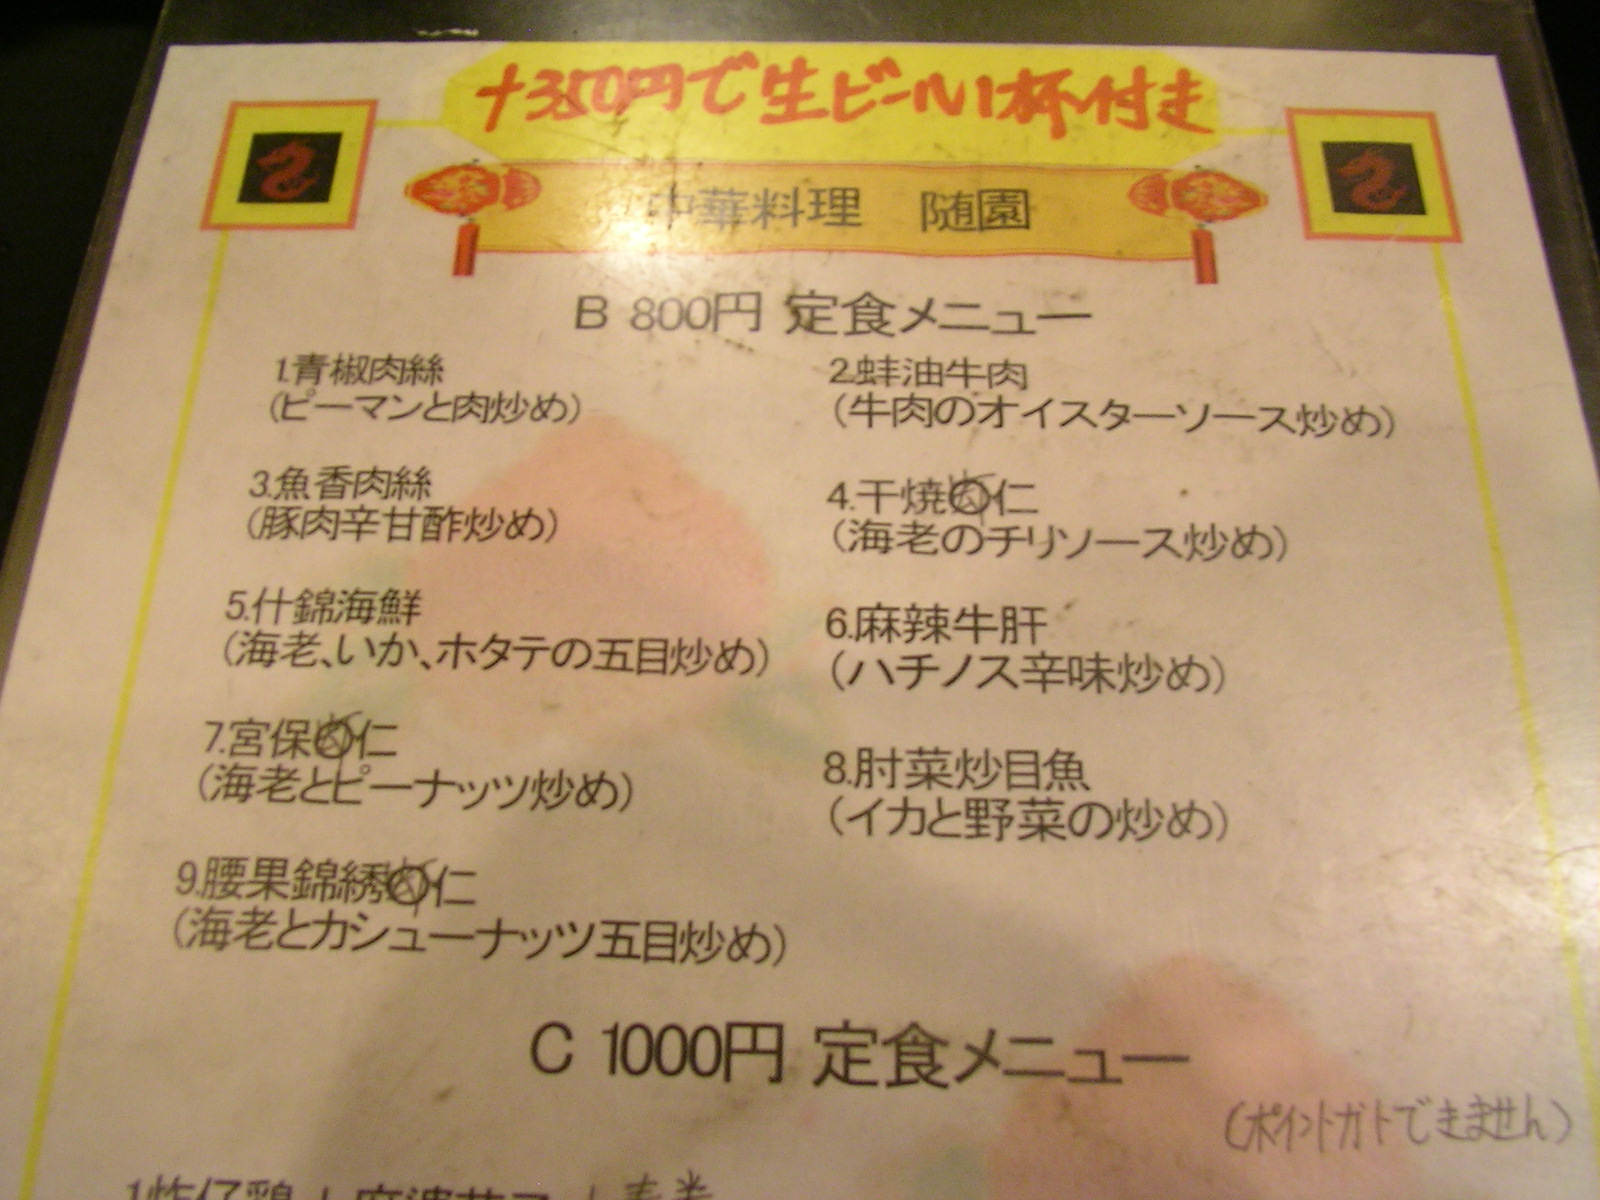 +350円で生ビール1杯付き
中華料理 随園
B 800円 定食メニュー
1.青椒肉絲
(ピーマンと肉炒め)
2.蚌油牛肉
(牛肉のオイスターソース炒め)
3.魚香肉絲
(豚肉辛甘酢炒め)
4.干焼仁
(海老のチリソース炒め)
5.什錦海鮮
(海老、いか、ホタテの五目炒め)
6.麻辣牛肝
(ハチノス辛味炒め)
7.宮保仁
(海老とピーナッツ炒め)
8.肘菜炒目魚
(イカと野菜の炒め)
9.腰果錦綉仁
(海老とカシューナッツ五目炒め)
C 1000円 定食メニュー
(ポイントガトできません)